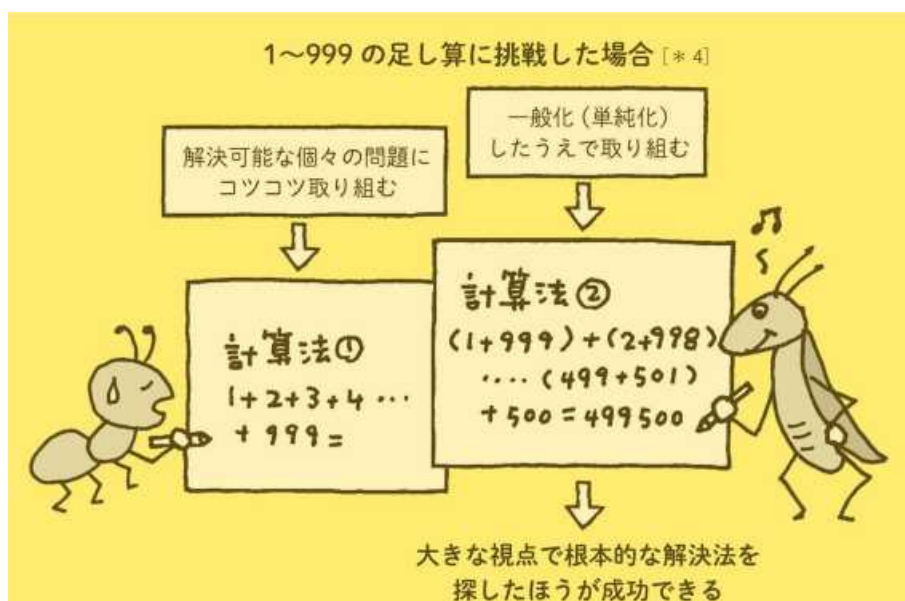 1〜999 の足し算に挑戦した場合［＊4］
解決可能な個々の問題に
コツコツ取り組む
一般化（単純化）
したうえで取り組む
計算法①
1+2+3+4…
+999=
計算法②
(1+999)+(2+998)
‥‥(499+501)
+500=499500
大きな視点で根本的な解決法を
探したほうが成功できる